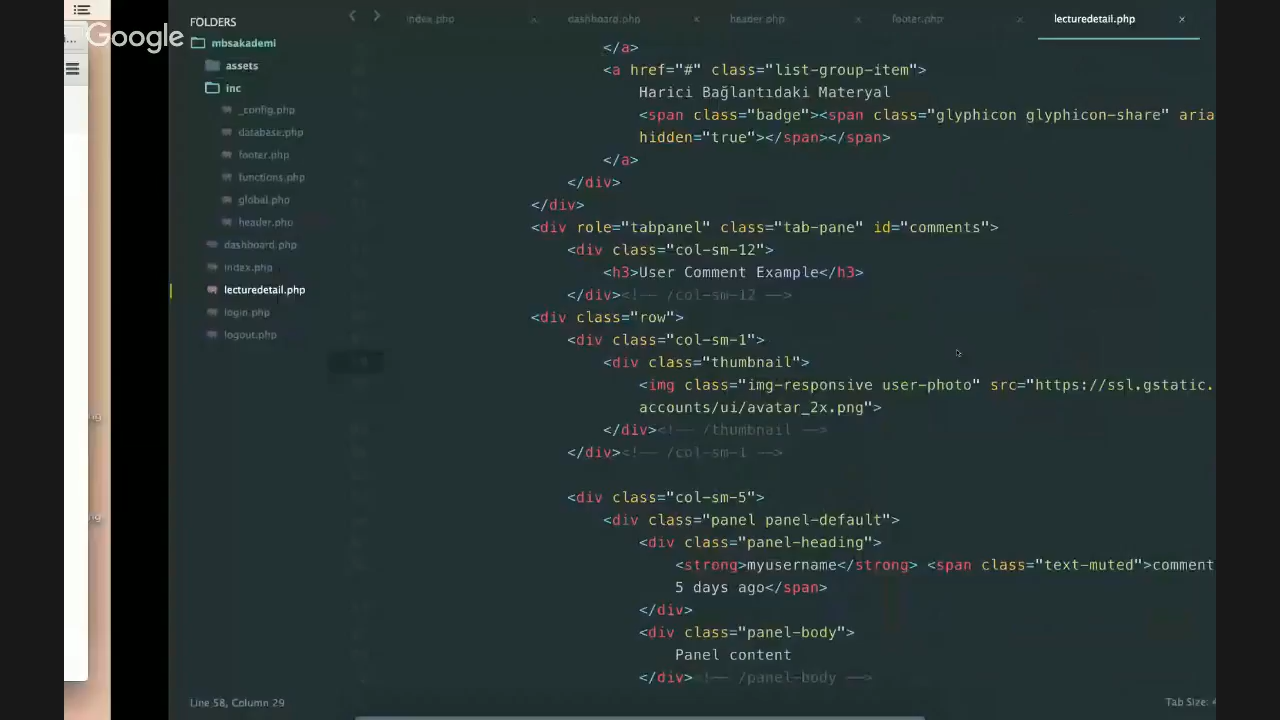 Google
FOLDERS
mbsakademi
assets
inc
_config.php
database.php
footer.php
functions.php
global.php
header.php
dashboard.php
index.php
lecturedetail.php
login.php
logout.php
index.php
dashboard.php
header.php
footer.php
lecturedetail.php
</a>
<a href="#" class="list-group-item">
Harici Bağlantıdaki Materyal
<span class="badge"><span class="glyphicon glyphicon-share" aria
hidden="true"></span></span>
</a>
</div>
</div>
<div role="tabpanel" class="tab-pane" id="comments">
<div class="col-sm-12">
<h3>User Comment Example</h3>
</div><!-- /col-sm-12 -->
<div class="row">
<div class="col-sm-1">
<div class="thumbnail">
<img class="img-responsive user-photo" src="https://ssl.gstatic.
accounts/ui/avatar_2x.png">
</div><!-- /thumbnail -->
</div><!-- /col-sm-1 -->
<div class="col-sm-5">
<div class="panel panel-default">
<div class="panel-heading">
<strong>myusername</strong> <span class="text-muted">comment
5 days ago</span>
</div>
<div class="panel-body">
Panel content
</div><!-- /panel-body -->
Line 58, Column 29
Tab Size: 4